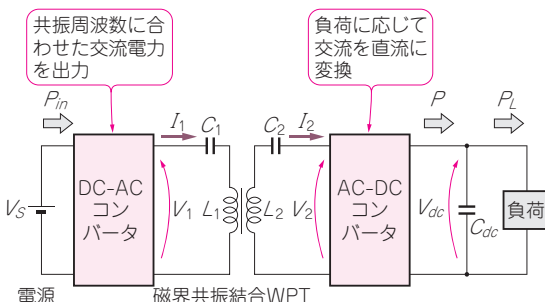 共振周波数に合
わせた交流電力
を出力
負荷に応じて
交流を直流に
変換
Pin
I1
C1
C2
I2
P
PL
VS
DC-AC
コン
バータ
V1
L1
L2
V2
AC-DC
コン
バータ
Vdc
Cdc
負荷
電源
磁界共振結合WPT